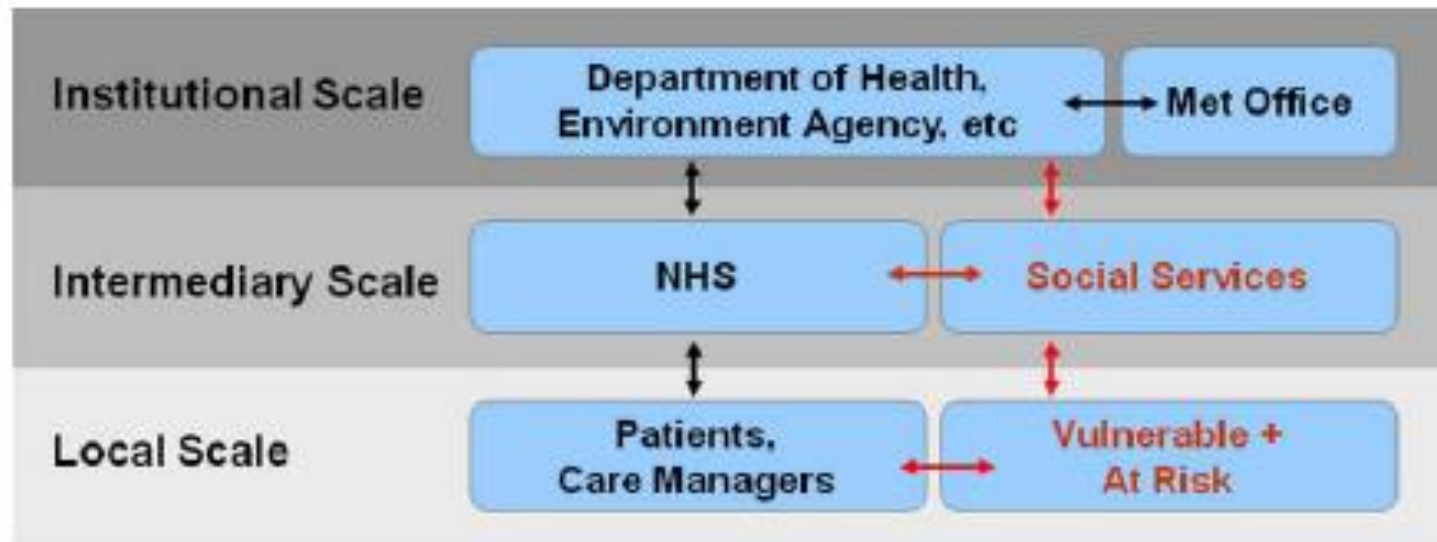 Institutional Scale
Department of Health,
Environment Agency, etc
Met Office
Intermediary Scale
NHS
Social Services
Local Scale
Patients,
Care Managers
Vulnerable +
At Risk